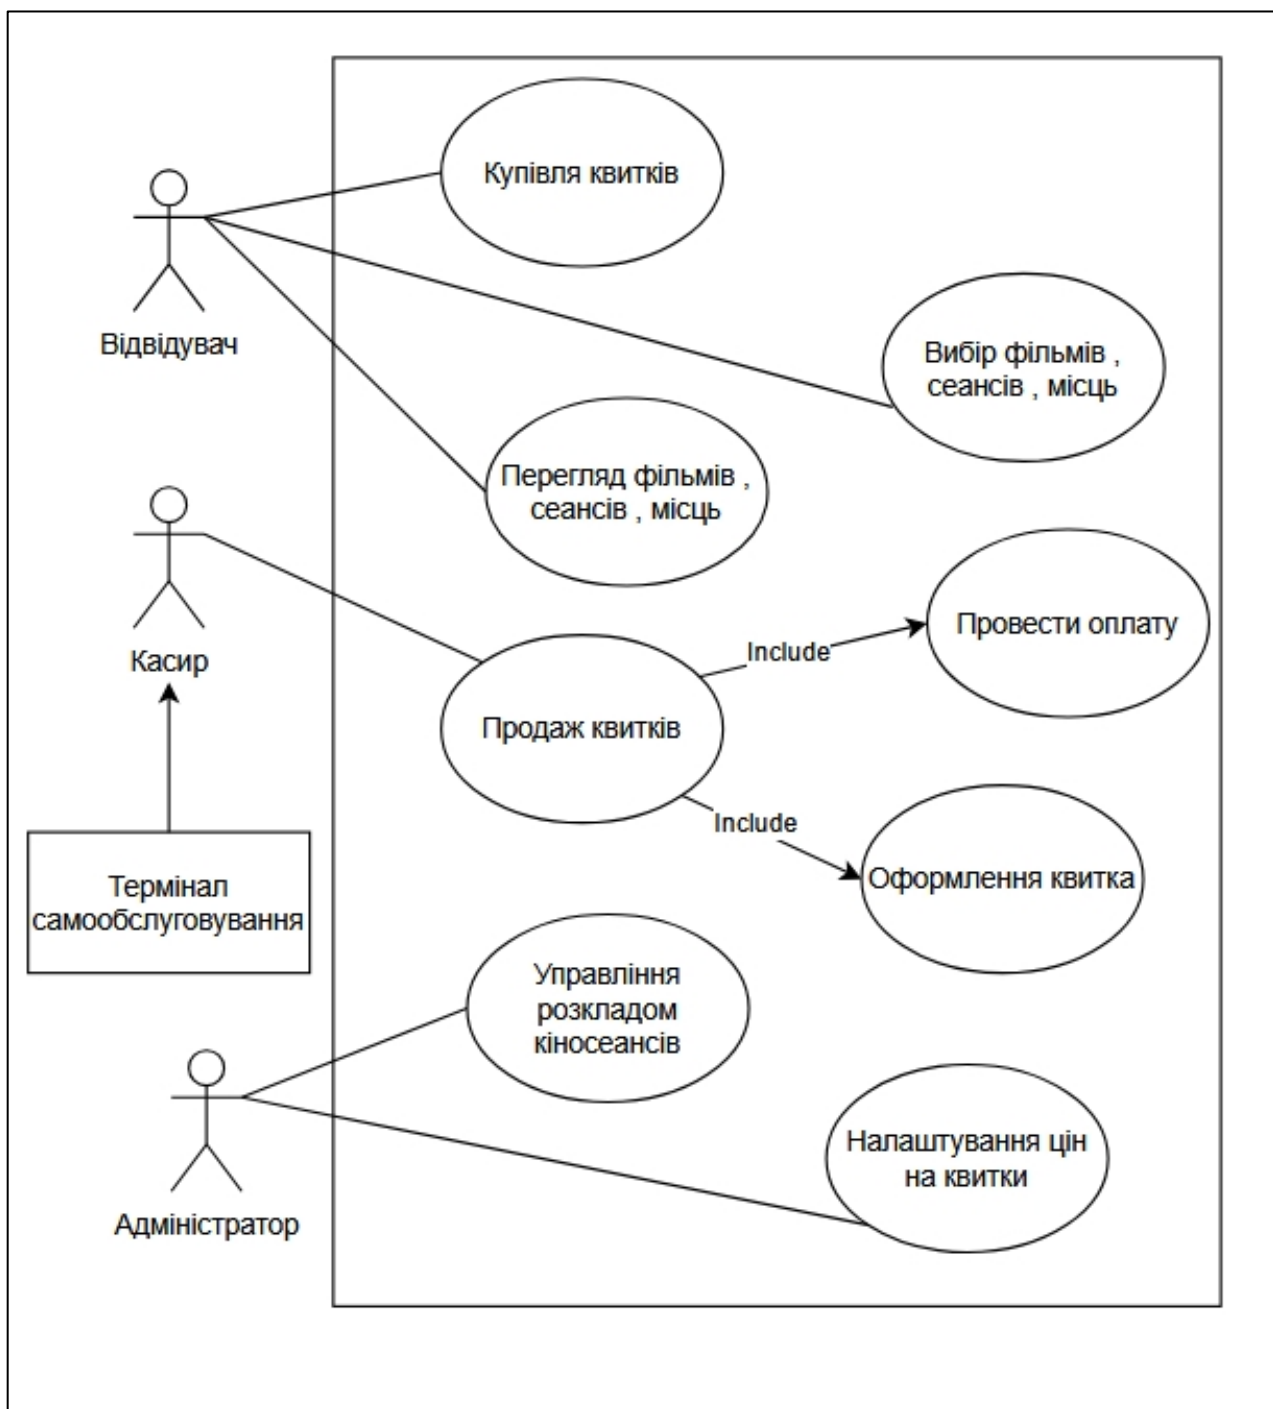 Купівля квитків
Відвідувач
Вибір фільмів ,
сеансів , місць
Перегляд фільмів ,
сеансів , місць
Касир
Продаж квитків
Include
Провести оплату
Include
Оформлення квитка
Термінал
самообслуговування
Управління
розкладом
кіносеансів
Адміністратор
Налаштування цін
на квитки